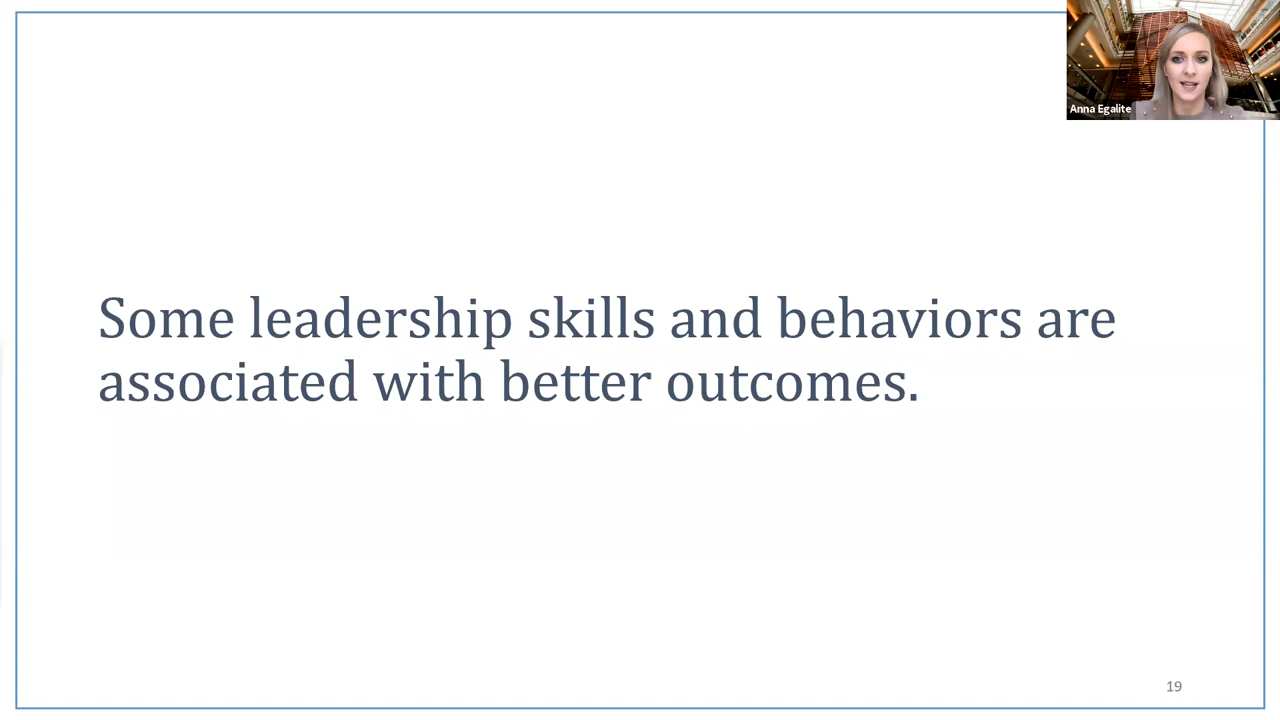 Anna Egalite
Some leadership skills and behaviors are
associated with better outcomes.
19